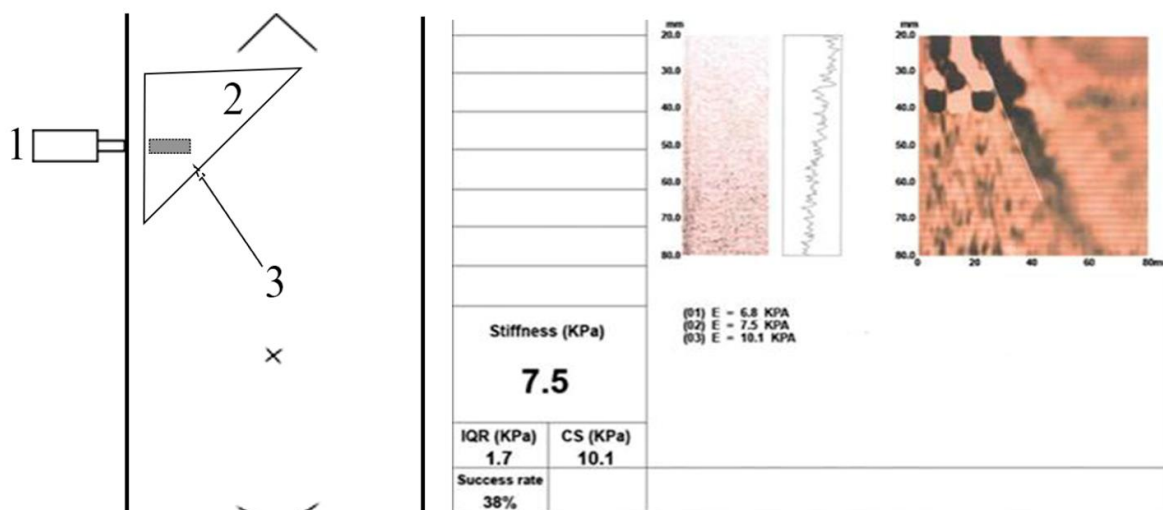 1
2
3
mm
20.0
30.0
40.0
50.0
60.0
70.0
80.0
mm
20.0
30.0
40.0
50.0
60.0
70.0
80.0
0 20 40 60 80m
(01) E = 6.8 KPA
(02) E = 7.5 KPA
(03) E = 10.1 KPA
Stiffness (KPa)
7.5
IQR (KPa) CS (KPa)
1.7 10.1
Success rate
38%